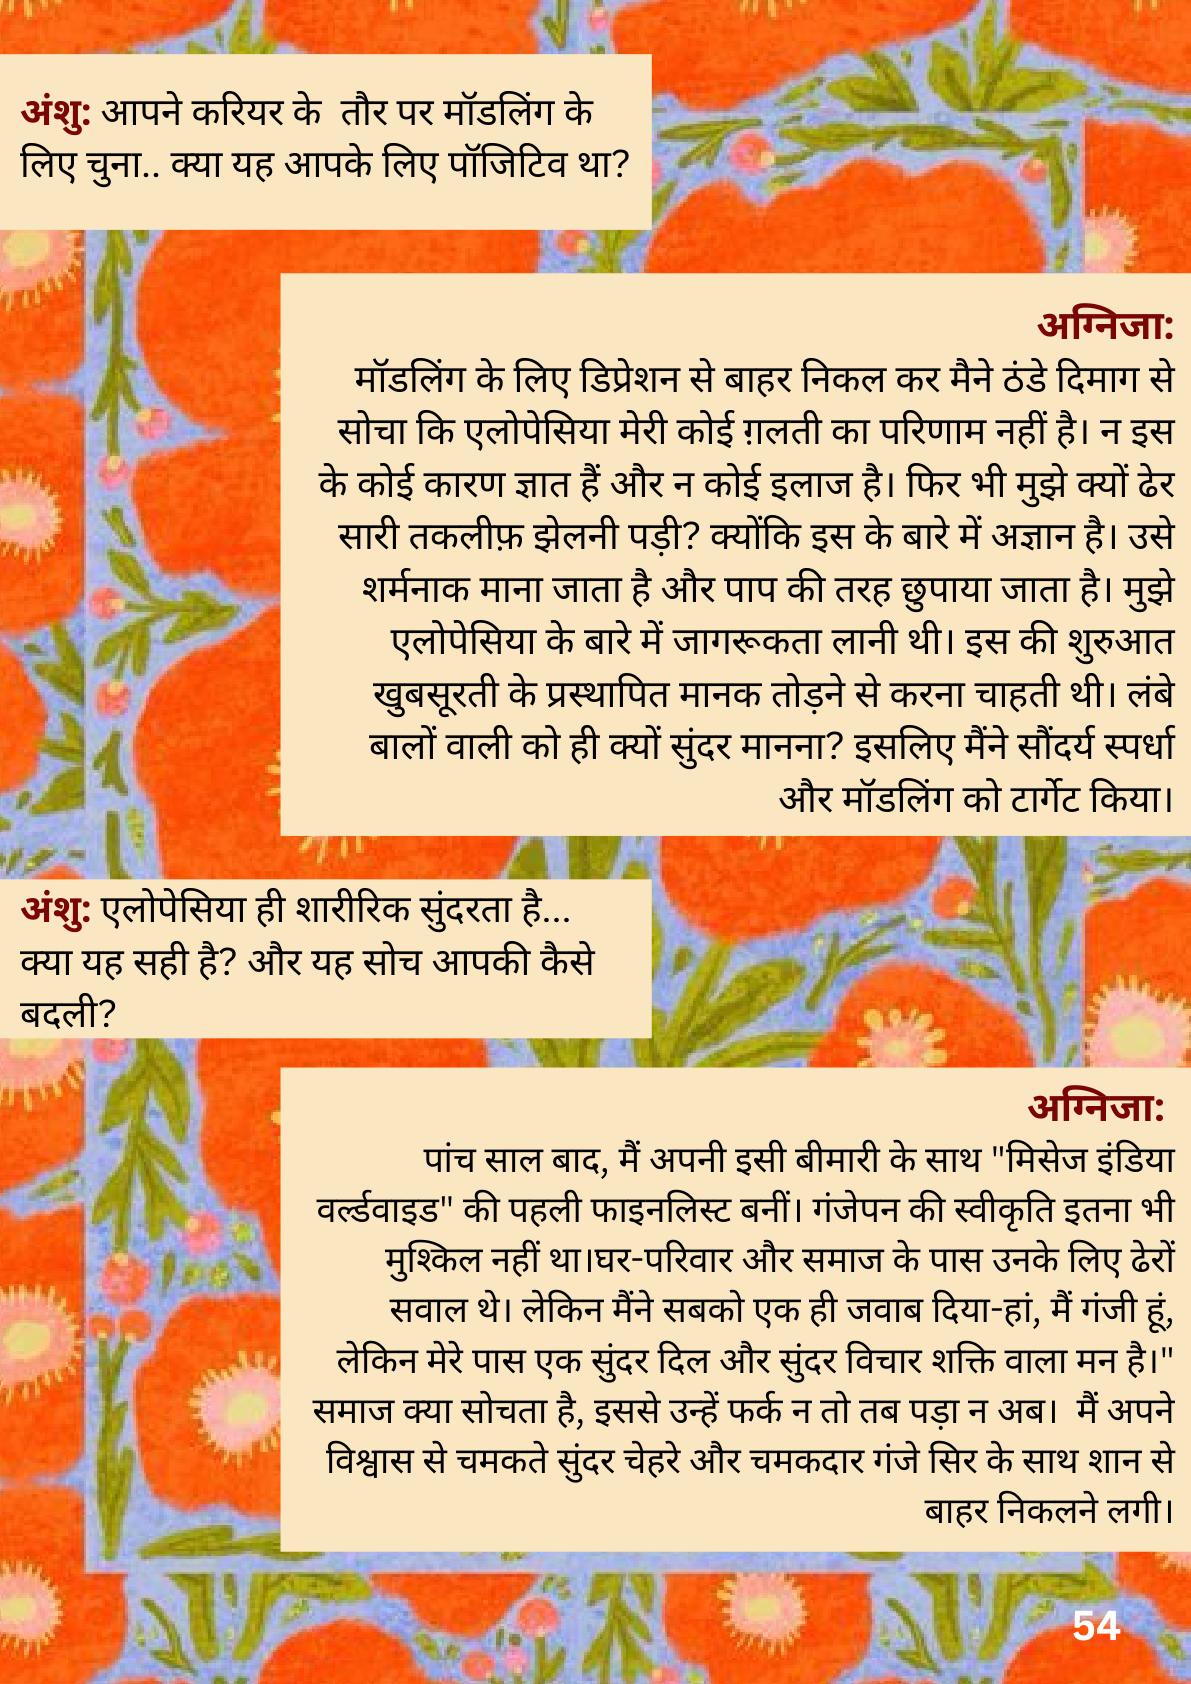 अंशु: आपने करियर के  तौर पर मॉडलिंग के
लिए चुना.. क्या यह आपके लिए पॉजिटिव था?
अग्निजा:
मॉडलिंग के लिए डिप्रेशन से बाहर निकल कर मैने ठंडे दिमाग से
सोचा कि एलोपेसिया मेरी कोई ग़लती का परिणाम नहीं है। न इस
के कोई कारण ज्ञात हैं और न कोई इलाज है। फिर भी मुझे क्यों ढेर
सारी तकलीफ़ झेलनी पड़ी? क्योंकि इस के बारे में अज्ञान है। उसे
शर्मनाक माना जाता है और पाप की तरह छुपाया जाता है। मुझे
एलोपेसिया के बारे में जागरूकता लानी थी। इस की शुरुआत
खुबसूरती के प्रस्थापित मानक तोड़ने से करना चाहती थी। लंबे
बालों वाली को ही क्यों सुंदर मानना? इसलिए मैंने सौंदर्य स्पर्धा
और मॉडलिंग को टार्गेट किया।
अंशु: एलोपेसिया ही शारीरिक सुंदरता है...
क्या यह सही है? और यह सोच आपकी कैसे
बदली?
अग्निजा:
पांच साल बाद, मैं अपनी इसी बीमारी के साथ "मिसेज इंडिया
वर्ल्डवाइड" की पहली फाइनलिस्ट बनीं। गंजेपन की स्वीकृति इतना भी
मुश्किल नहीं था।घर-परिवार और समाज के पास उनके लिए ढेरों
सवाल थे। लेकिन मैंने सबको एक ही जवाब दिया-हां, मैं गंजी हूं,
लेकिन मेरे पास एक सुंदर दिल और सुंदर विचार शक्ति वाला मन है।"
समाज क्या सोचता है, इससे उन्हें फर्क न तो तब पड़ा न अब।  मैं अपने
विश्वास से चमकते सुंदर चेहरे और चमकदार गंजे सिर के साथ शान से
बाहर निकलने लगी।
54